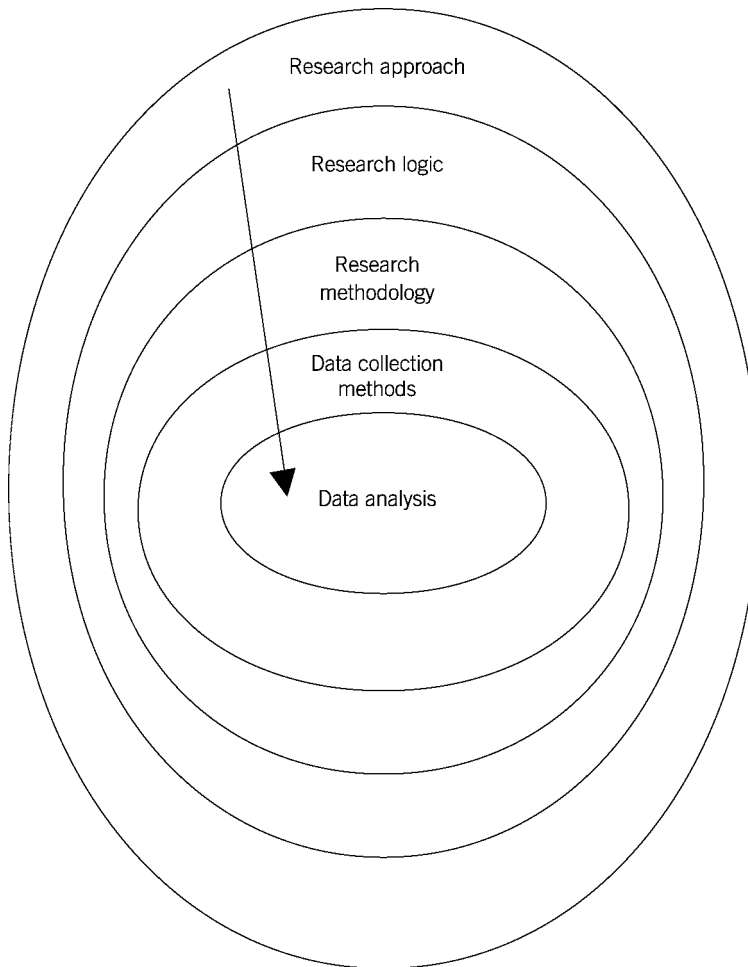 Research approach
Research logic
Research
methodology
Data collection
methods
Data analysis